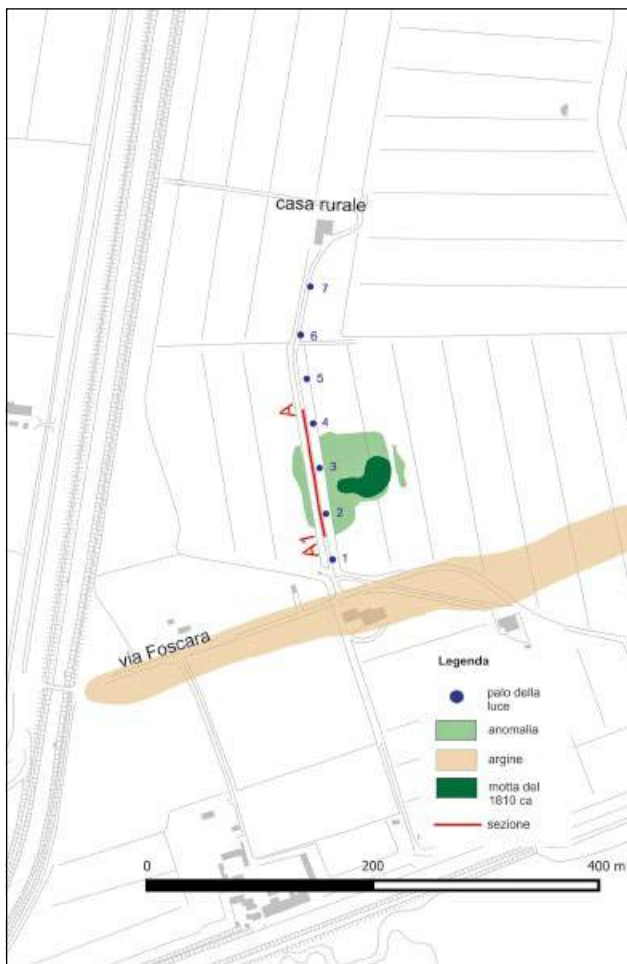 casa rurale
7
6
5
A
4
3
2
A1
1
via Foscara
Legenda
palo della
luce
anomalia
argine
motta del
1810 ca
sezione
0
200
400 m